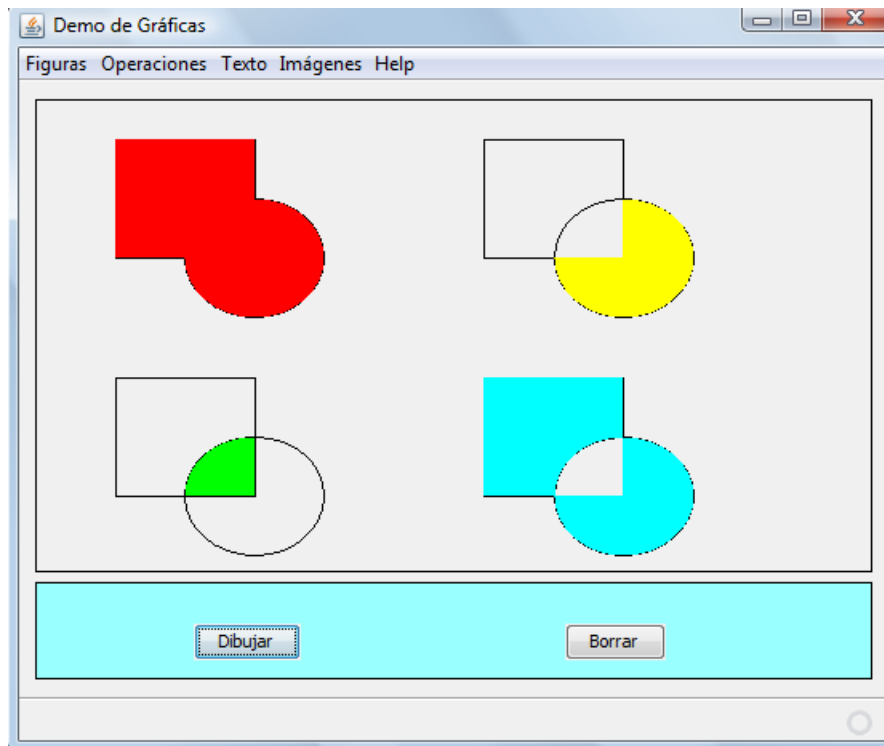 Demo de Gráficas
Figuras Operaciones Texto Imágenes Help
Dibujar Borrar